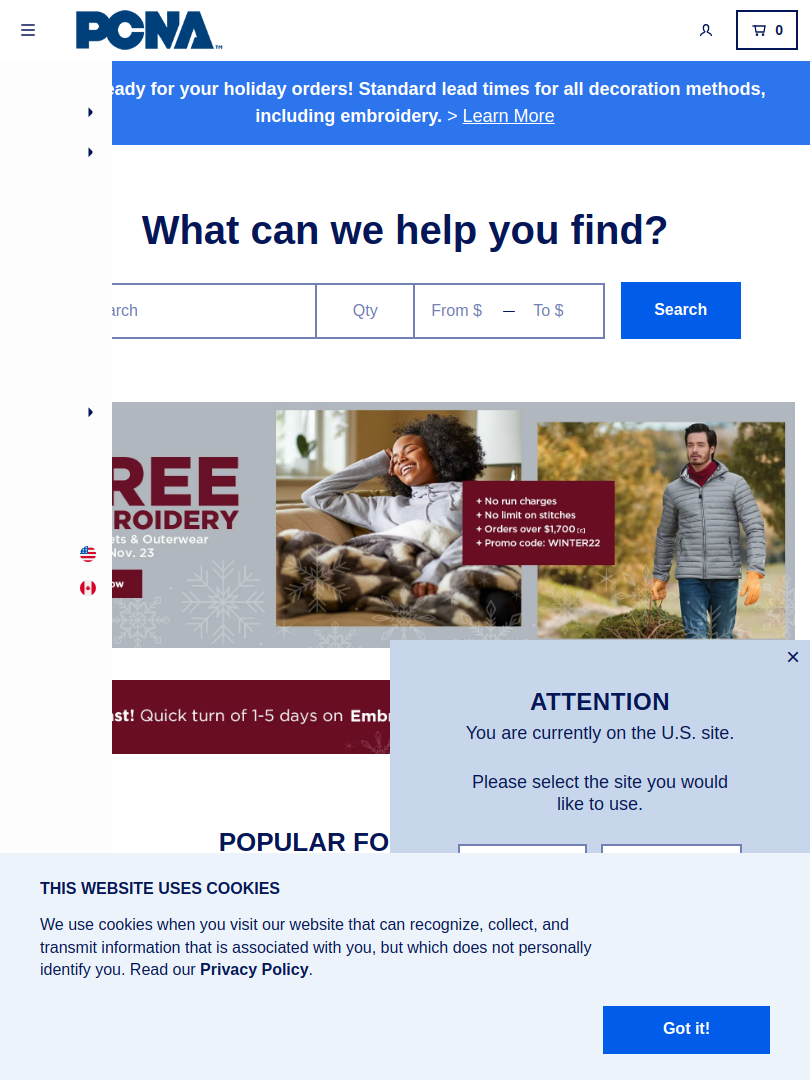 PCNA™
0
eady for your holiday orders! Standard lead times for all decoration methods,
including embroidery. > Learn More
What can we help you find?
arch
Qty
From $ — To $
Search
REE
ROIDERY
ets & Outerwear
Nov. 23
ow
+ No run charges
+ No limit on stitches
+ Orders over $1,700 [C]
+ Promo code: WINTER22
ast! Quick turn of 1-5 days on Embr
×
ATTENTION
You are currently on the U.S. site.
Please select the site you would
like to use.
POPULAR FO
THIS WEBSITE USES COOKIES
We use cookies when you visit our website that can recognize, collect, and
transmit information that is associated with you, but which does not personally
identify you. Read our Privacy Policy.
Got it!